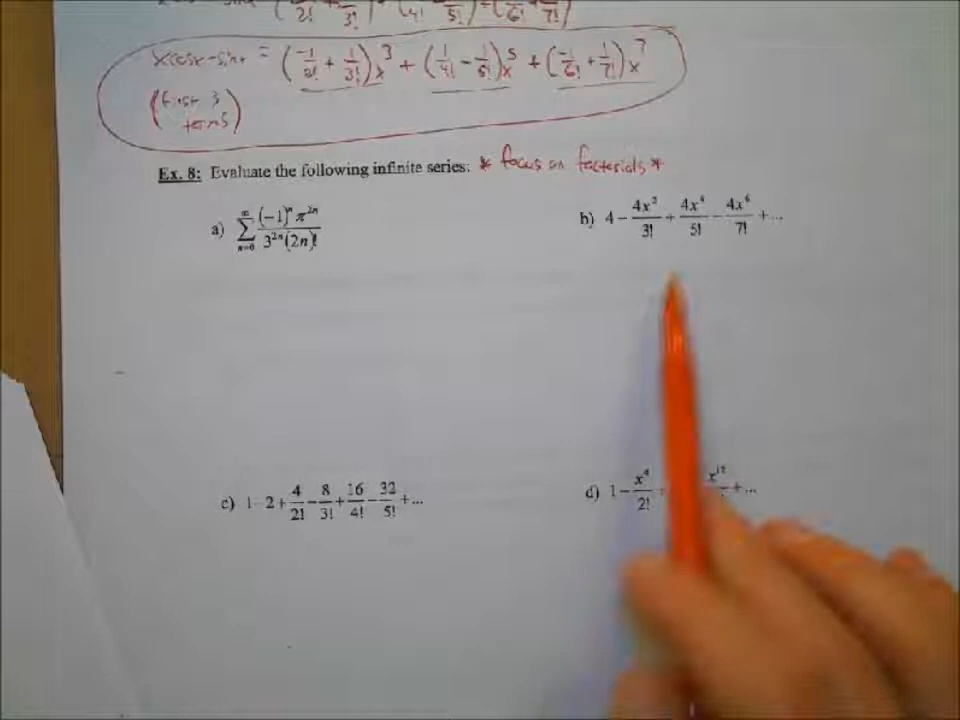 x cosx - sinx = (-1/2! + 1/3!)x³ + (1/4! - 1/5!)x⁵ + (-1/6! + 1/7!)x⁷
(first 3
terms)
Ex. 8: Evaluate the following infinite series: * focus on factorials *
a) ∑_{n=0}^{∞} (-1)ⁿ π²ⁿ / 3²ⁿ(2n)!
b) 4 - 4x²/3! + 4x⁴/5! - 4x⁶/7! + ...
c) 1 - 2 + 4/2! - 8/3! + 16/4! - 32/5! + ...
d) 1 - x⁴/2! x¹² + ...